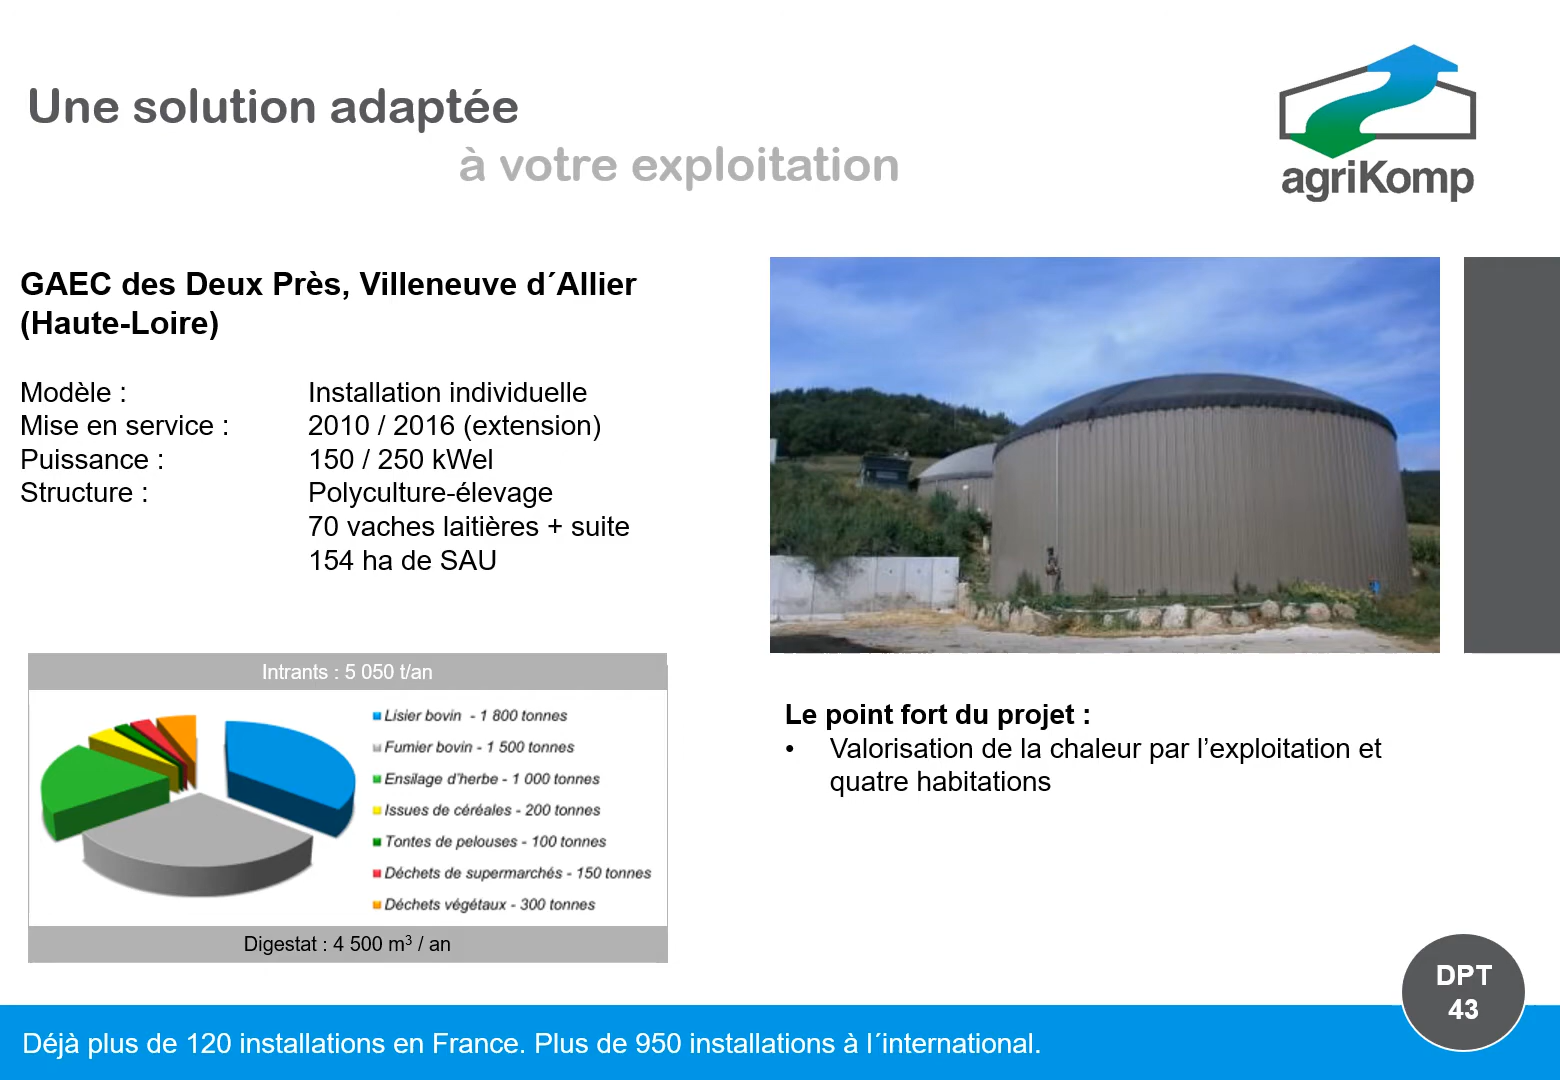 Une solution adaptée
à votre exploitation
agriKomp
GAEC des Deux Près, Villeneuve d´Allier
(Haute-Loire)
Modèle : Installation individuelle
Mise en service : 2010 / 2016 (extension)
Puissance : 150 / 250 kWel
Structure : Polyculture-élevage
70 vaches laitières + suite
154 ha de SAU
Intrants : 5 050 t/an
Lisier bovin - 1 800 tonnes
Fumier bovin - 1 500 tonnes
Ensilage d'herbe - 1 000 tonnes
Issues de céréales - 200 tonnes
Tontes de pelouses - 100 tonnes
Déchets de supermarchés - 150 tonnes
Déchets végétaux - 300 tonnes
Digestat : 4 500 m³ / an
Le point fort du projet :
• Valorisation de la chaleur par l’exploitation et
quatre habitations
DPT
43
Déjà plus de 120 installations en France. Plus de 950 installations à l´international.